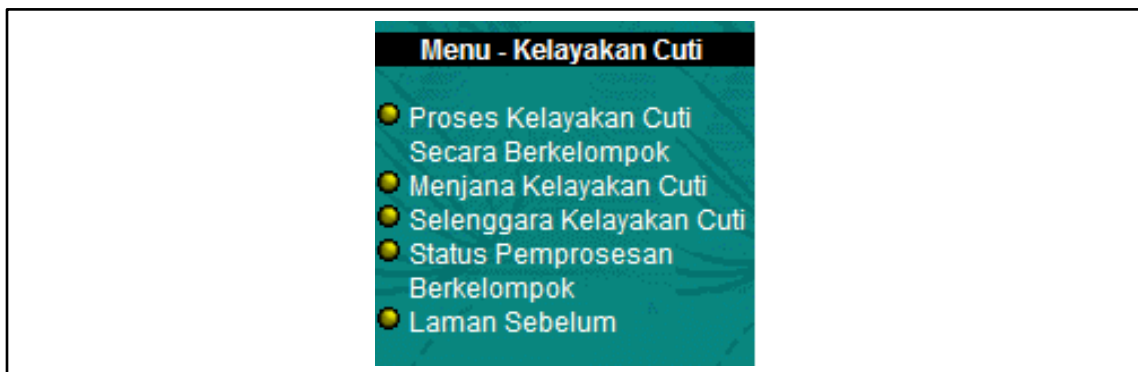 Menu - Kelayakan Cuti
Proses Kelayakan Cuti
Secara Berkelompok
Menjana Kelayakan Cuti
Selenggara Kelayakan Cuti
Status Pemprosesan
Berkelompok
Laman Sebelum